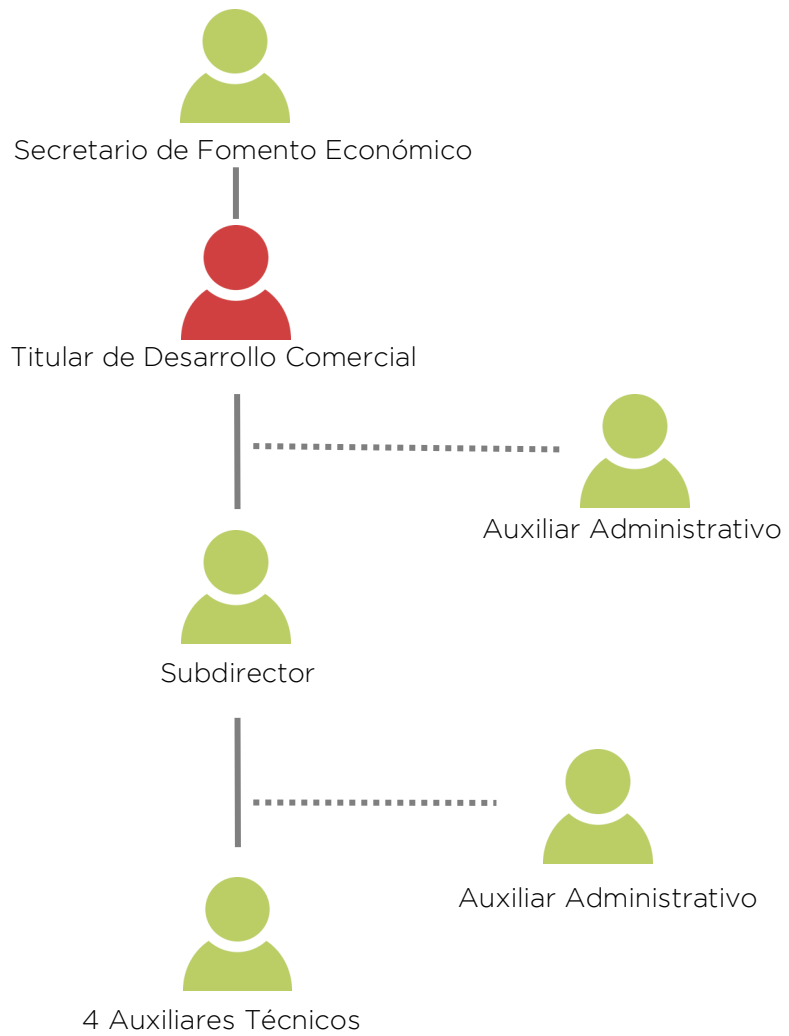 Secretario de Fomento Económico
Titular de Desarrollo Comercial
Auxiliar Administrativo
Subdirector
Auxiliar Administrativo
4 Auxiliares Técnicos